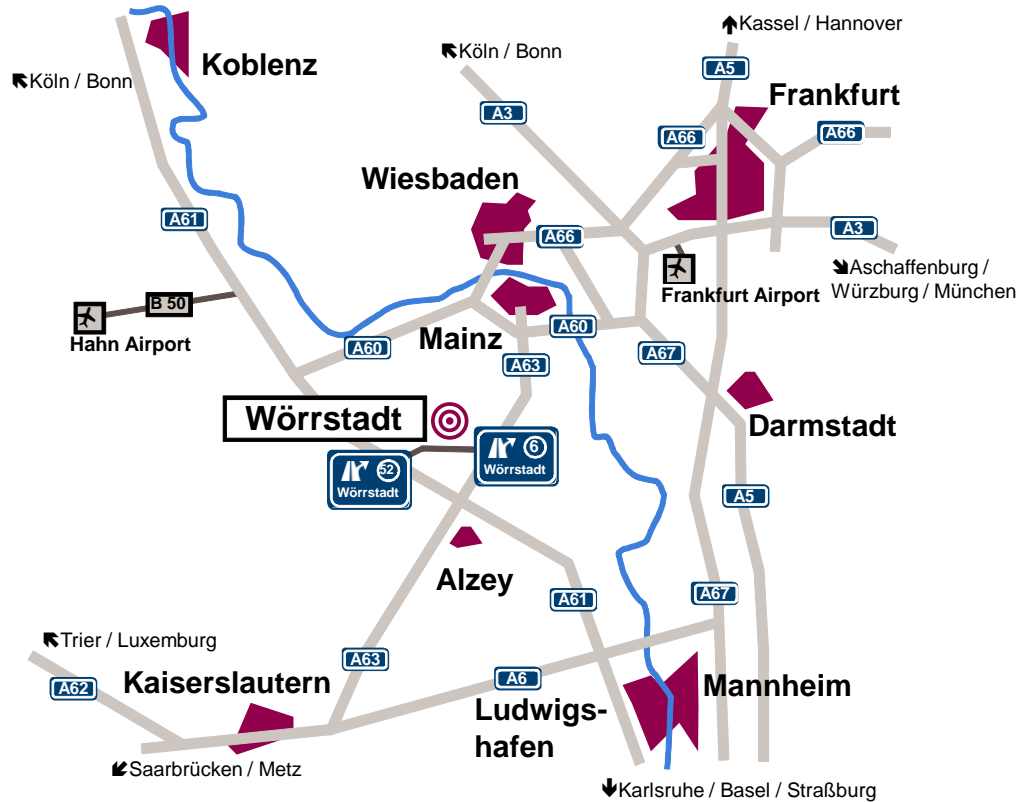 Kassel / Hannover
Köln / Bonn
Koblenz
A5
Köln / Bonn
Frankfurt
A3
A66
A66
Wiesbaden
A61
A66
A3
Aschaffenburg /
Würzburg / München
Frankfurt Airport
B 50
Hahn Airport
Mainz
A60
A60
A67
A63
Darmstadt
Wörrstadt
6
Wörrstadt
52
Wörrstadt
A5
Alzey
A61
A67
Trier / Luxemburg
A63
A62
Kaiserslautern
A6
Mannheim
Ludwigs-
hafen
Saarbrücken / Metz
Karlsruhe / Basel / Straßburg